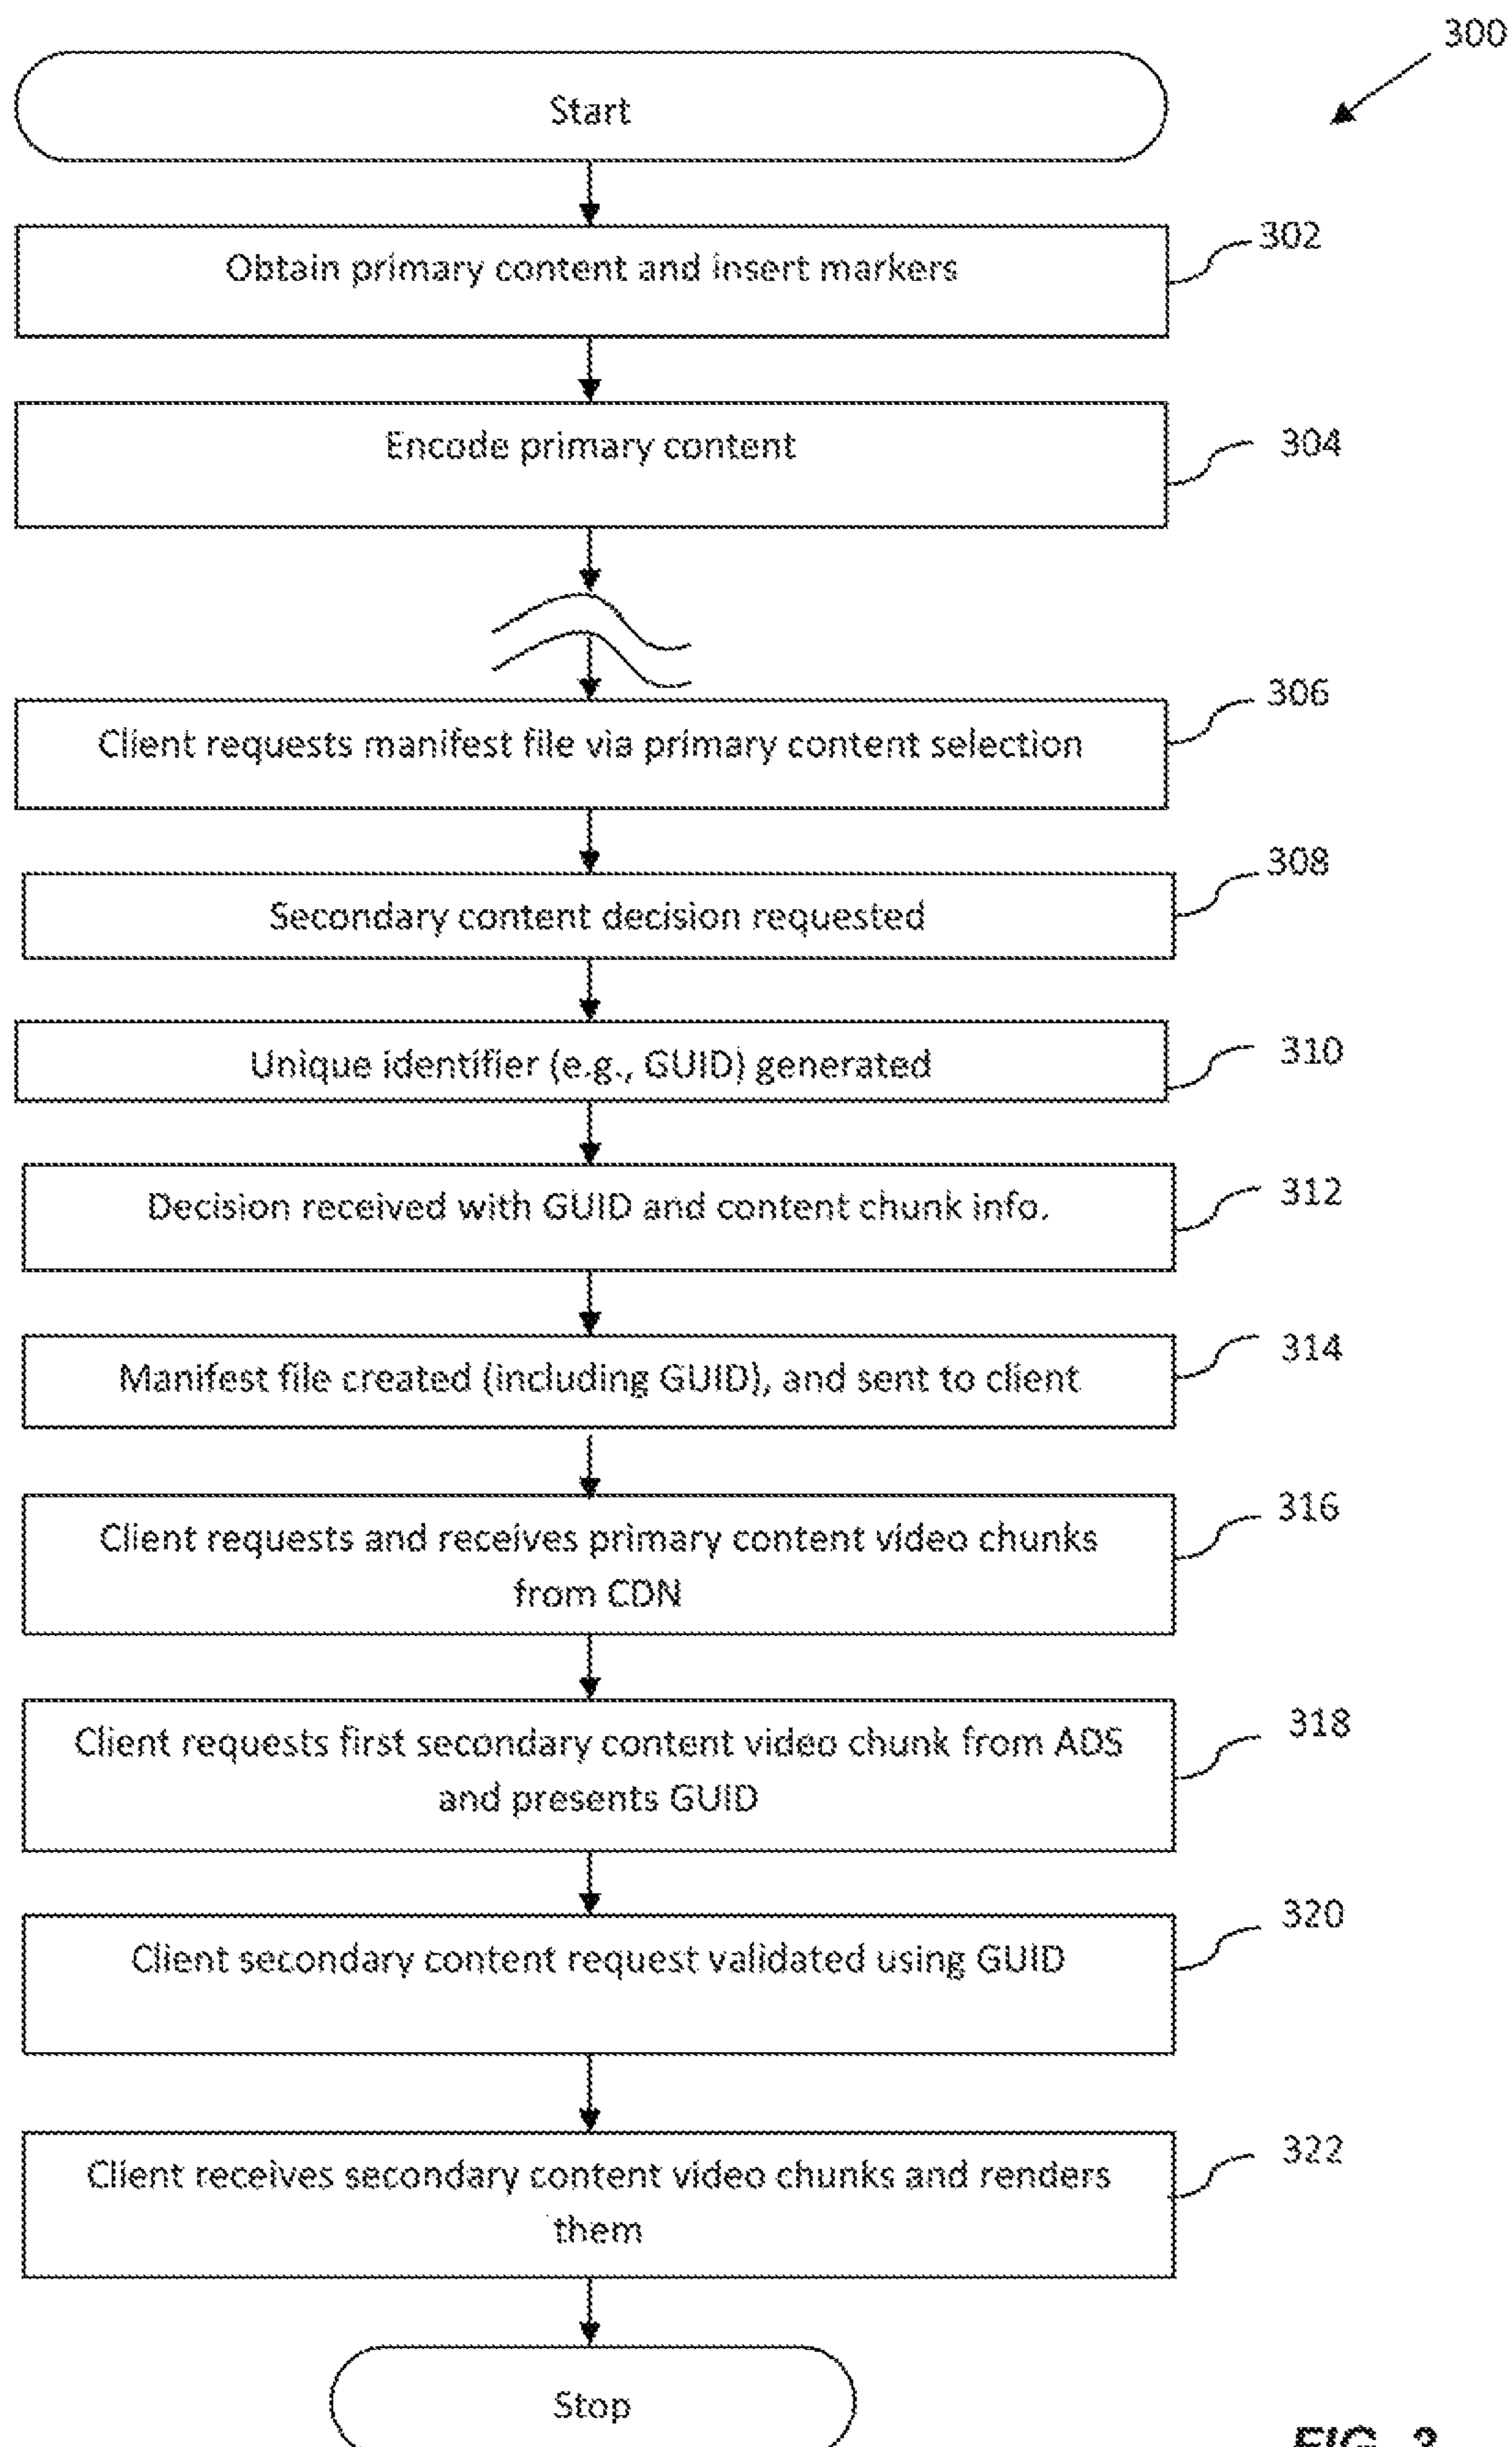 300
Start
Obtain primary content and insert markers
302
Encode primary content
304
Client requests manifest file via primary content selection
306
Secondary content decision requested
308
Unique identifier (e.g., GUID) generated
310
Decision received with GUID and content chunk info.
312
Manifest file created (including GUID), and sent to client
314
Client requests and receives primary content video chunks
from CDN
316
Client requests first secondary content video chunk from ADS
and presents GUID
318
Client secondary content request validated using GUID
320
Client receives secondary content video chunks and renders
them
322
Stop
FIG.